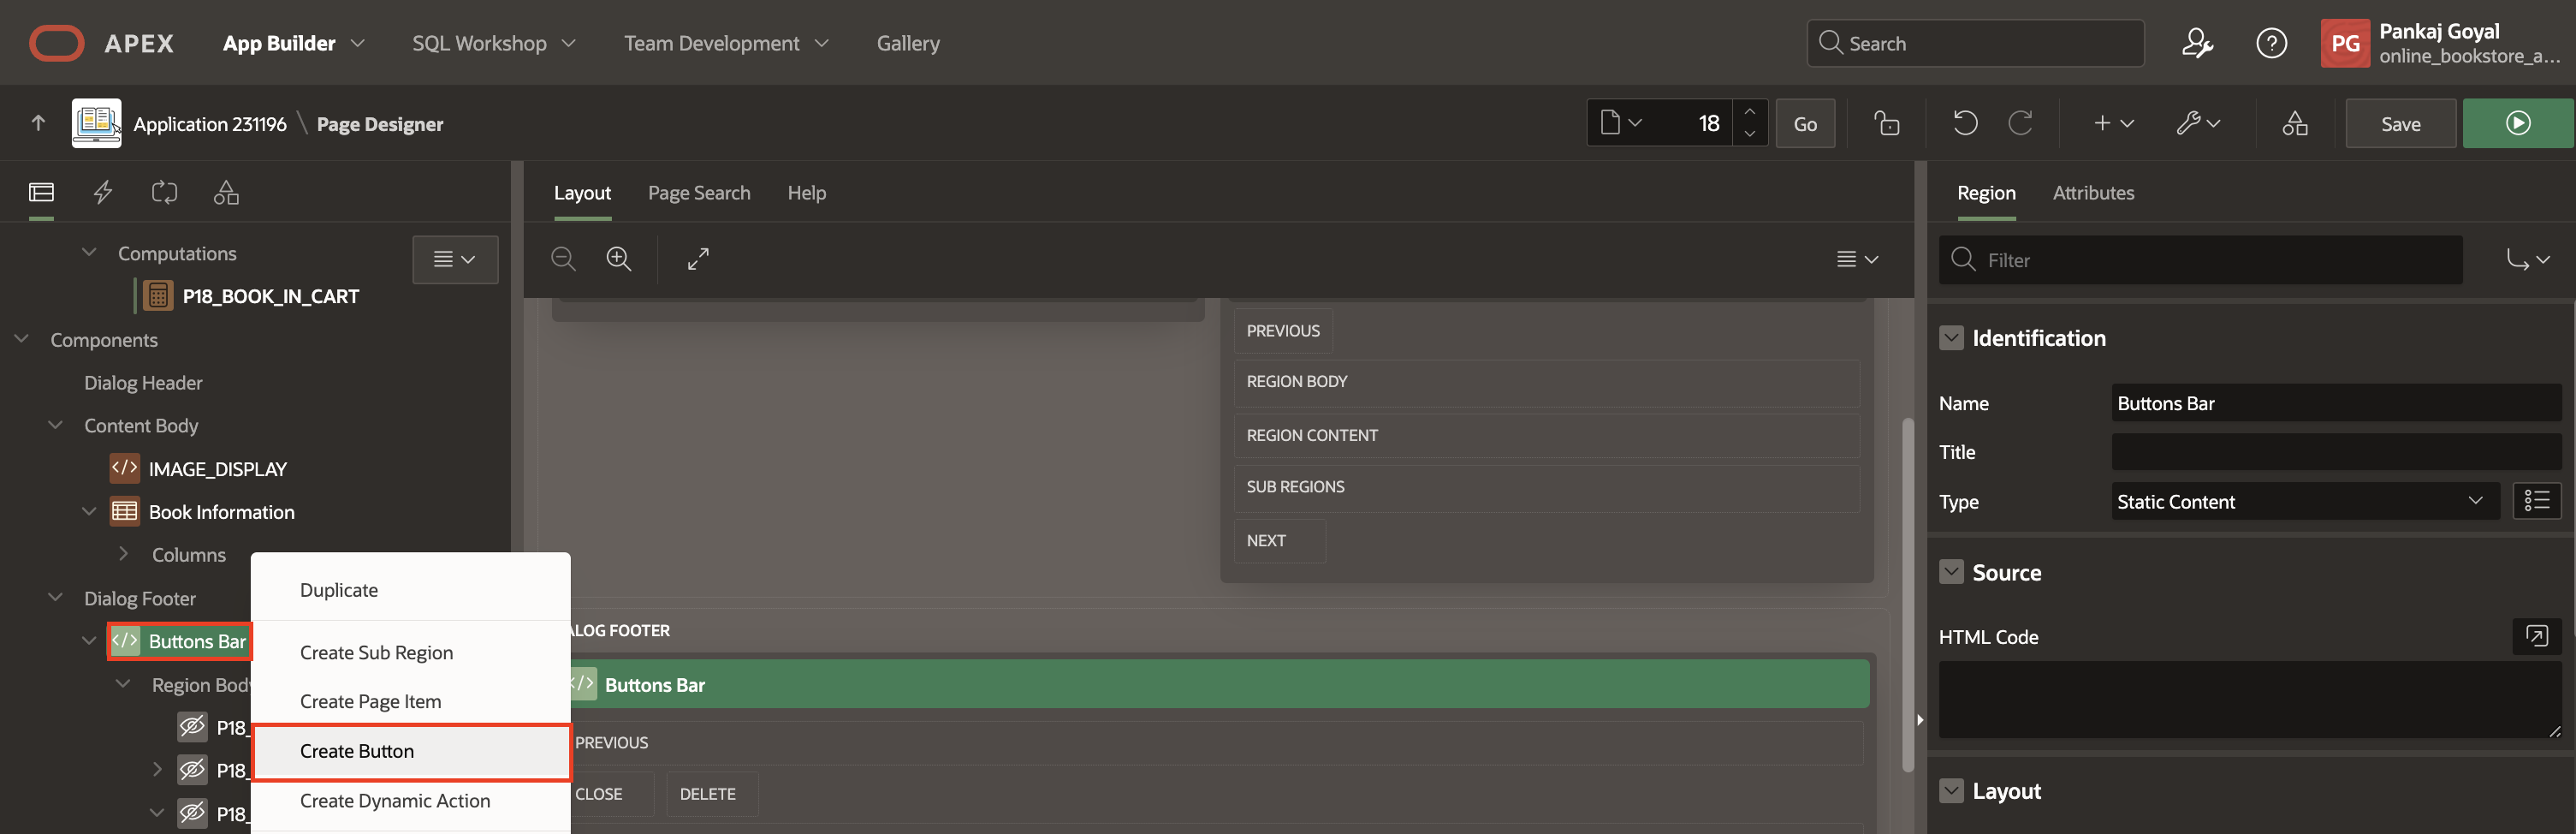 APEX App Builder SQL Workshop Team Development Gallery Search PG Pankaj Goyal
online_bookstore_a...
Application 231196 \ Page Designer 18 Go Save
Layout Page Search Help
Region Attributes
Computations
P18_BOOK_IN_CART
Components
Dialog Header
Content Body
IMAGE_DISPLAY
Book Information
Columns
Dialog Footer
Buttons Bar
Region Body
P18_
P18_
P18_
Duplicate
Create Sub Region
Create Page Item
Create Button
Create Dynamic Action
PREVIOUS
REGION BODY
REGION CONTENT
SUB REGIONS
NEXT
ALOG FOOTER
Buttons Bar
PREVIOUS
CLOSE DELETE
Filter
Identification
Name Buttons Bar
Title
Type Static Content
Source
HTML Code
Layout